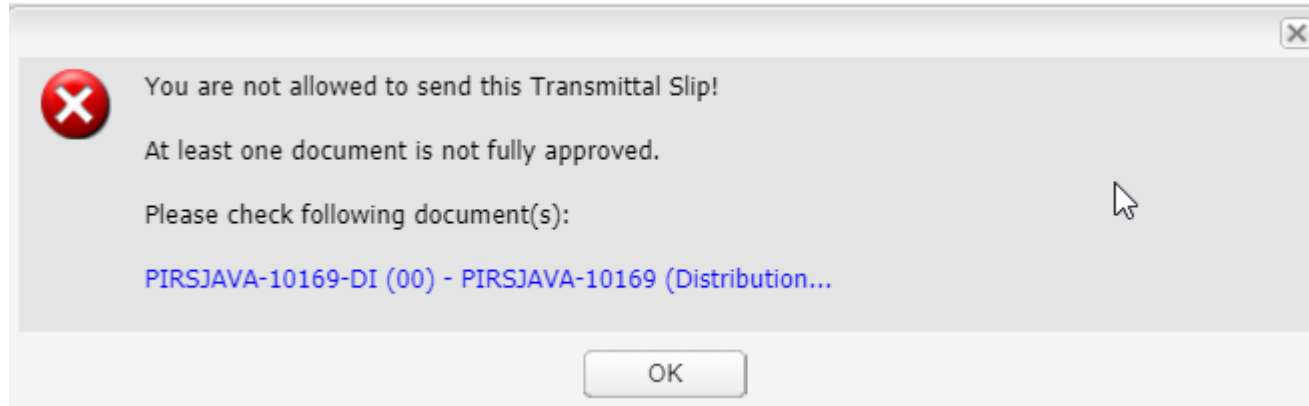 You are not allowed to send this Transmittal Slip!
At least one document is not fully approved.
Please check following document(s):
PIRSJAVA-10169-DI (00) - PIRSJAVA-10169 (Distribution...
OK